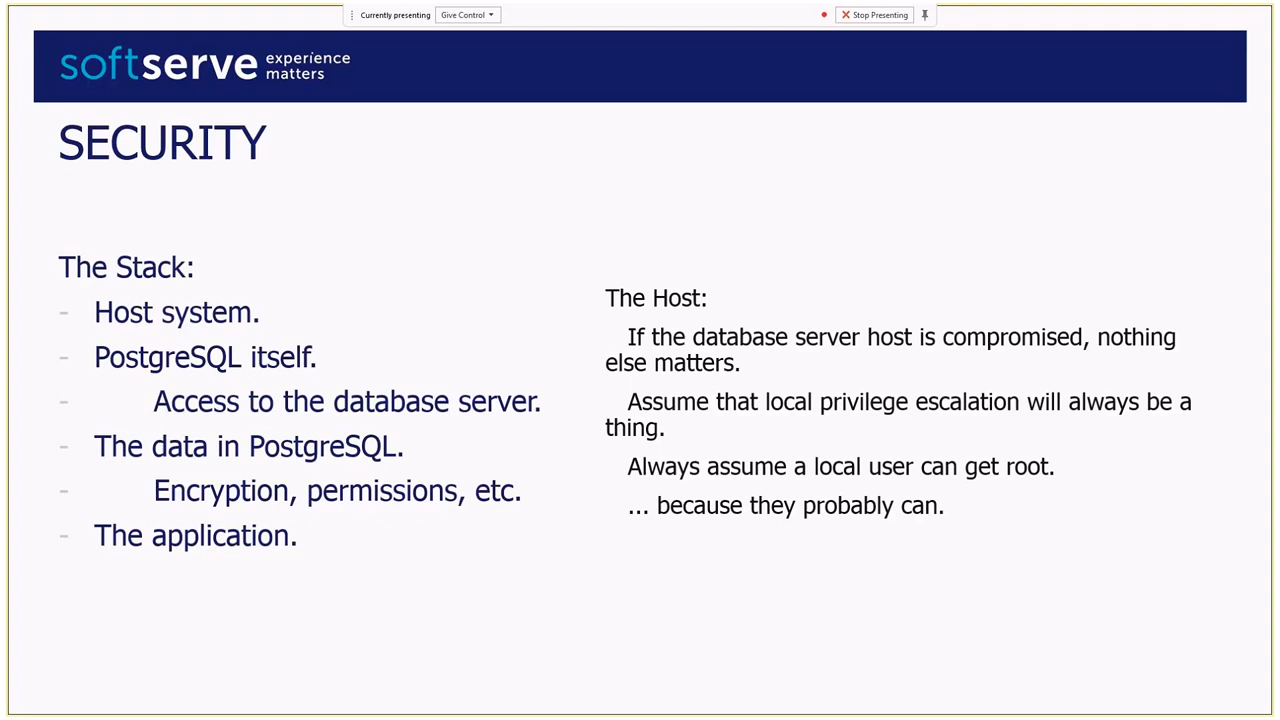 Currently presenting Give Control Stop Presenting
softserve experience matters
SECURITY
The Stack:
- Host system.
- PostgreSQL itself.
- Access to the database server.
- The data in PostgreSQL.
- Encryption, permissions, etc.
- The application.
The Host:
If the database server host is compromised, nothing
else matters.
Assume that local privilege escalation will always be a
thing.
Always assume a local user can get root.
... because they probably can.